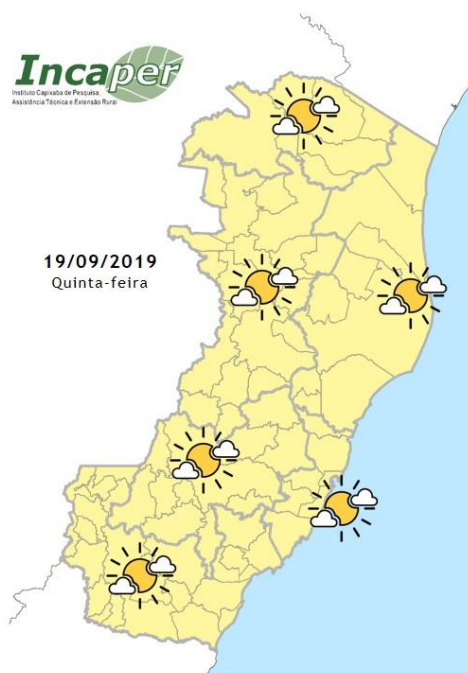 Incaper
Instituto Capixaba de Pesquisa,
Assistência Técnica e Extensão Rural
19/09/2019
Quinta-feira